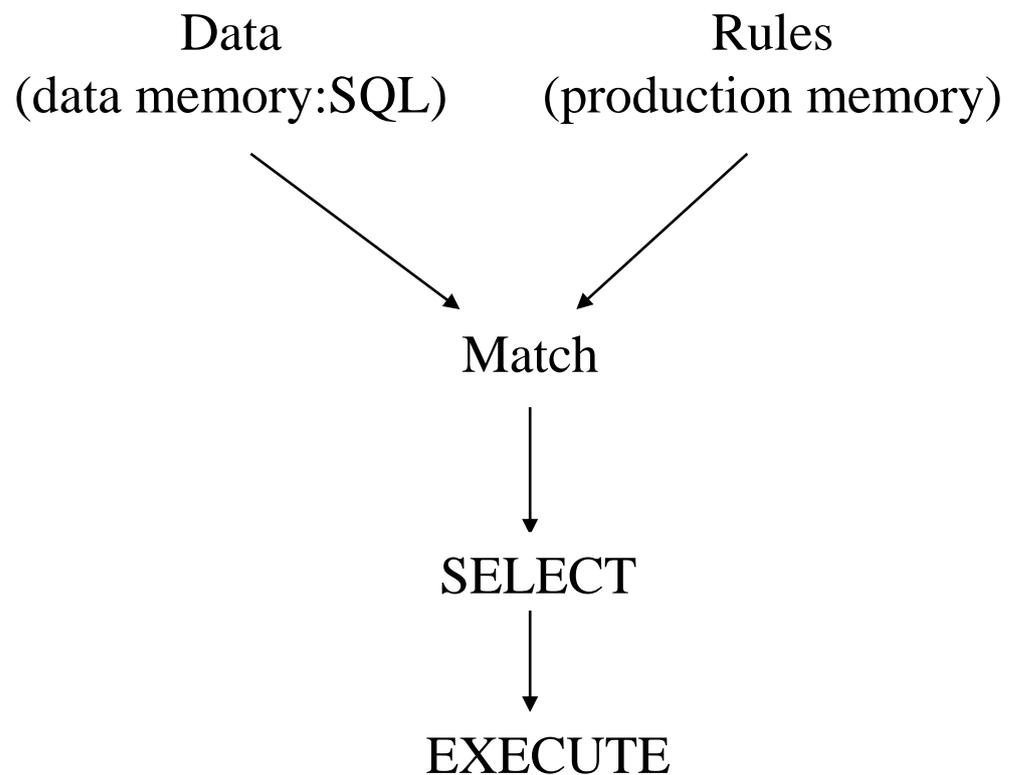 Data
(data memory:SQL)
Rules
(production memory)
Match
SELECT
EXECUTE